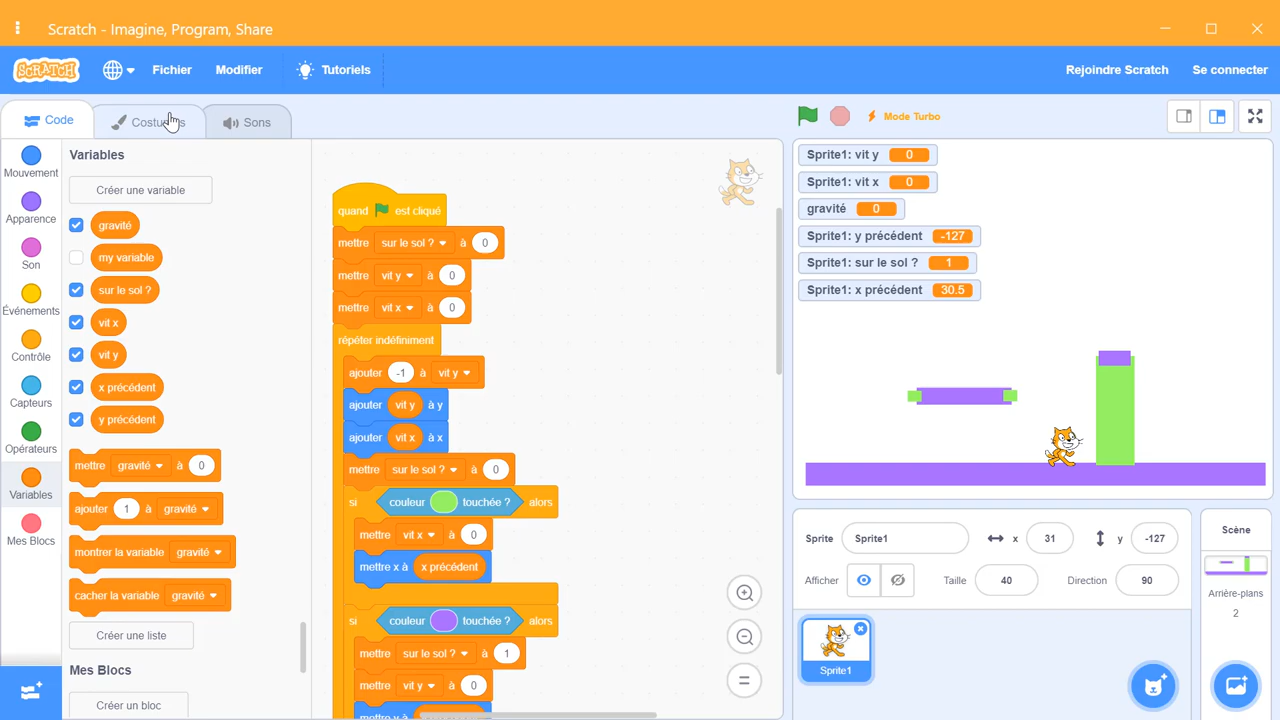 Scratch - Imagine, Program, Share
SCRATCH
Fichier
Modifier
Tutoriels
Rejoindre Scratch
Se connecter
Code
Costumes
Sons
Mode Turbo
Mouvement
Apparence
Son
Événements
Contrôle
Capteurs
Opérateurs
Variables
Mes Blocs
Variables
Créer une variable
gravité
my variable
sur le sol ?
vit x
vit y
x précédent
y précédent
mettre gravité à 0
ajouter 1 à gravité
montrer la variable gravité
cacher la variable gravité
Créer une liste
Mes Blocs
Créer un bloc
quand est cliqué
mettre sur le sol ? à 0
mettre vit y à 0
mettre vit x à 0
répéter indéfiniment
ajouter -1 à vit y
ajouter vit y à y
ajouter vit x à x
mettre sur le sol ? à 0
si couleur touchée ? alors
mettre vit x à 0
mettre x à x précédent
si couleur touchée ? alors
mettre sur le sol ? à 1
mettre vit y à 0
mettre y à
Sprite1: vit y 0
Sprite1: vit x 0
gravité 0
Sprite1: y précédent -127
Sprite1: sur le sol ? 1
Sprite1: x précédent 30.5
Sprite Sprite1 x 31 y -127
Afficher Taille 40 Direction 90
Sprite1
Scène
Arrière-plans
2